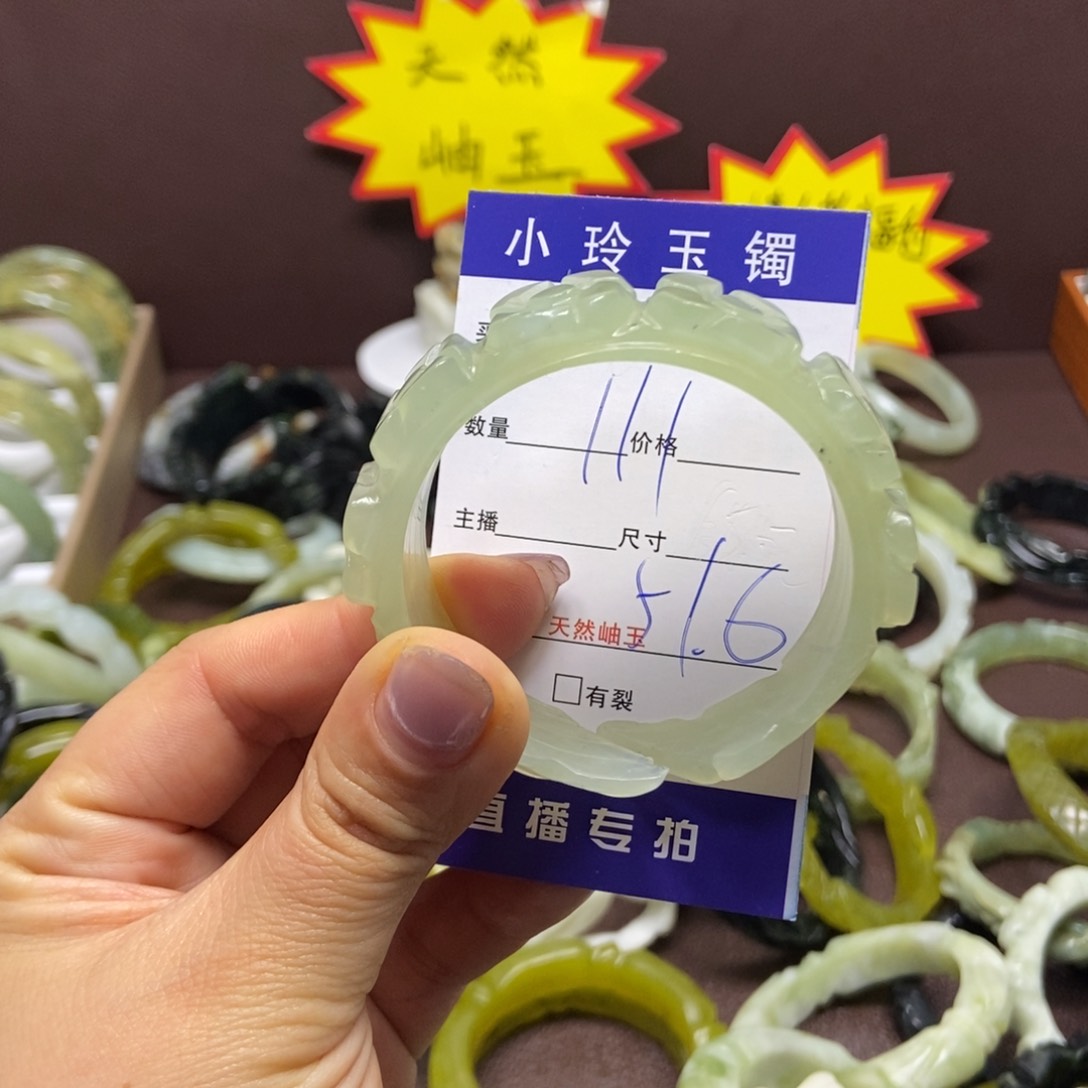 天然
岫玉
小玲玉镯
数量 111 价格
主播 尺寸
51.6
天然岫玉
有裂
直播专拍